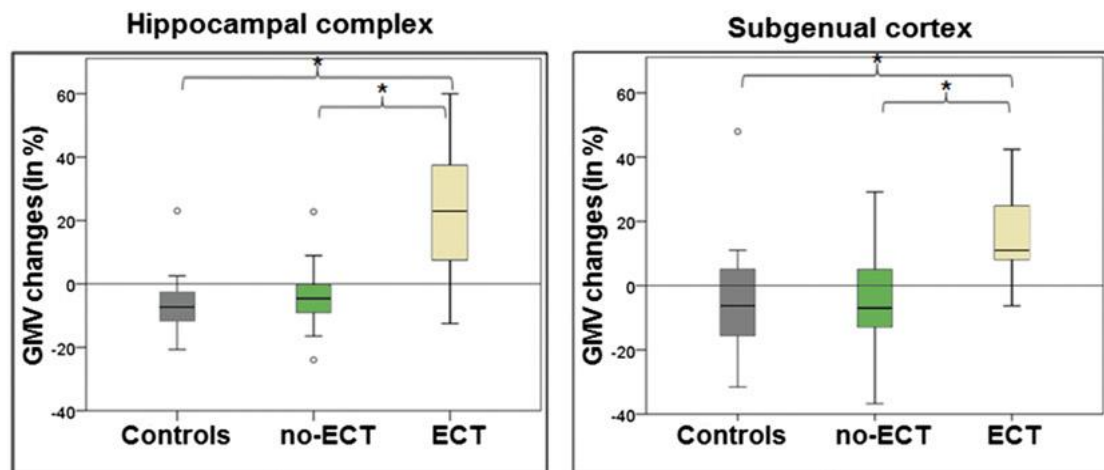 Hippocampal complex
GMV changes (in %)
60
40
20
0
-20
-40
*
*
Controls no-ECT ECT
Subgenual cortex
GMV changes (in %)
60
40
20
0
-20
-40
*
*
Controls no-ECT ECT